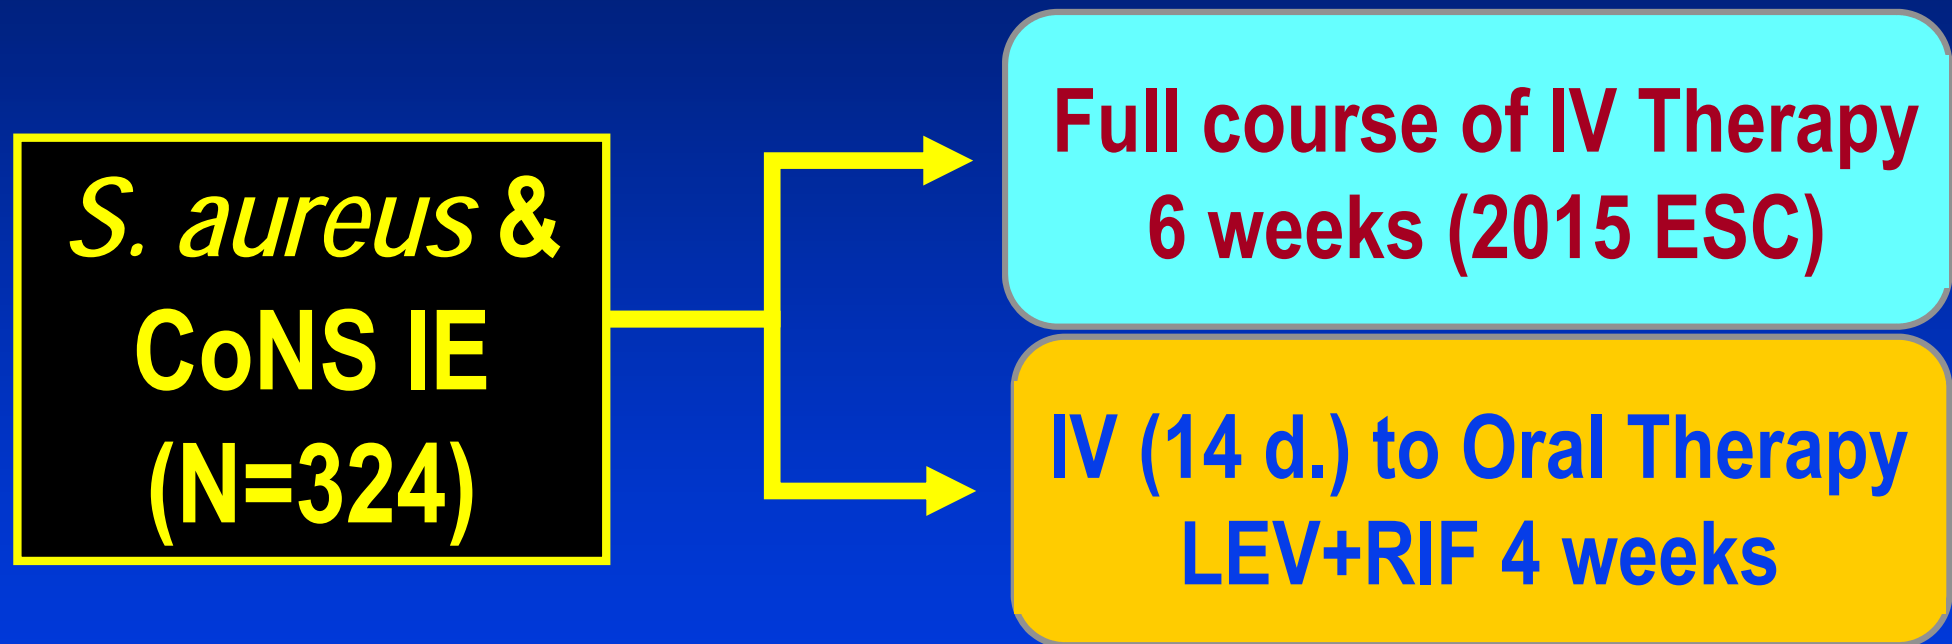 S. aureus &
CoNS IE
(N=324)
Full course of IV Therapy
6 weeks (2015 ESC)
IV (14 d.) to Oral Therapy
LEV+RIF 4 weeks